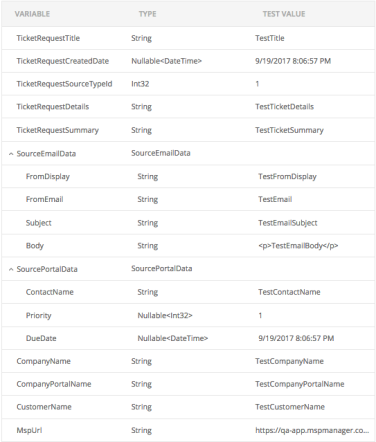 VARIABLE TYPE TEST VALUE
TicketRequestTitle String TestTitle
TicketRequestCreatedDate Nullable<DateTime> 9/19/2017 8:06:57 PM
TicketRequestSourceTypeId Int32 1
TicketRequestDetails String TestTicketDetails
TicketRequestSummary String TestTicketSummary
SourceEmailData SourceEmailData
FromDisplay String TestFromDisplay
FromEmail String TestEmail
Subject String TestEmailSubject
Body String <p>TestEmailBody</p>
SourcePortalData SourcePortalData
ContactName String TestContactName
Priority Nullable<Int32> 1
DueDate Nullable<DateTime> 9/19/2017 8:06:57 PM
CompanyName String TestCompanyName
CompanyPortalName String TestCompanyPortalName
CustomerName String TestCustomerName
MspUrl String https://qa-app.mspmanager.co...